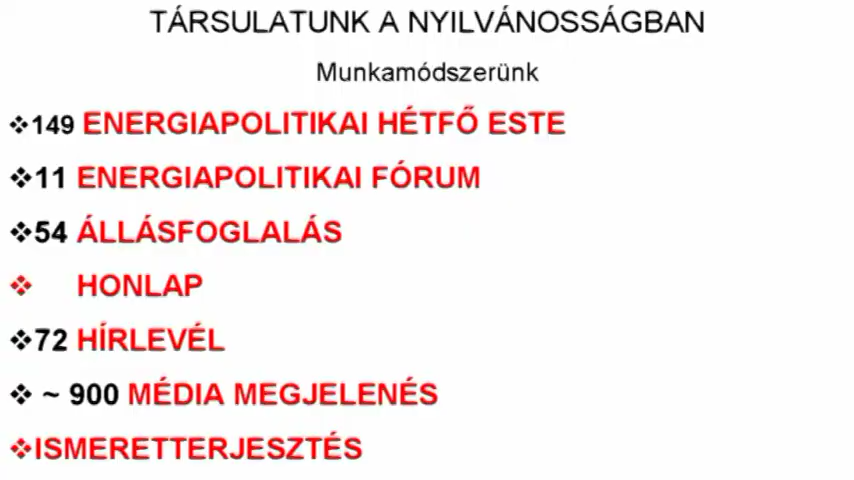 TÁRSULATUNK A NYILVÁNOSSÁGBAN
Munkamódszerünk
❖149 ENERGIAPOLITIKAI HÉTFŐ ESTE
❖11 ENERGIAPOLITIKAI FÓRUM
❖54 ÁLLÁSFOGLALÁS
❖ HONLAP
❖72 HÍRLEVÉL
❖ ~ 900 MÉDIA MEGJELENÉS
❖ISMERETTERJESZTÉS